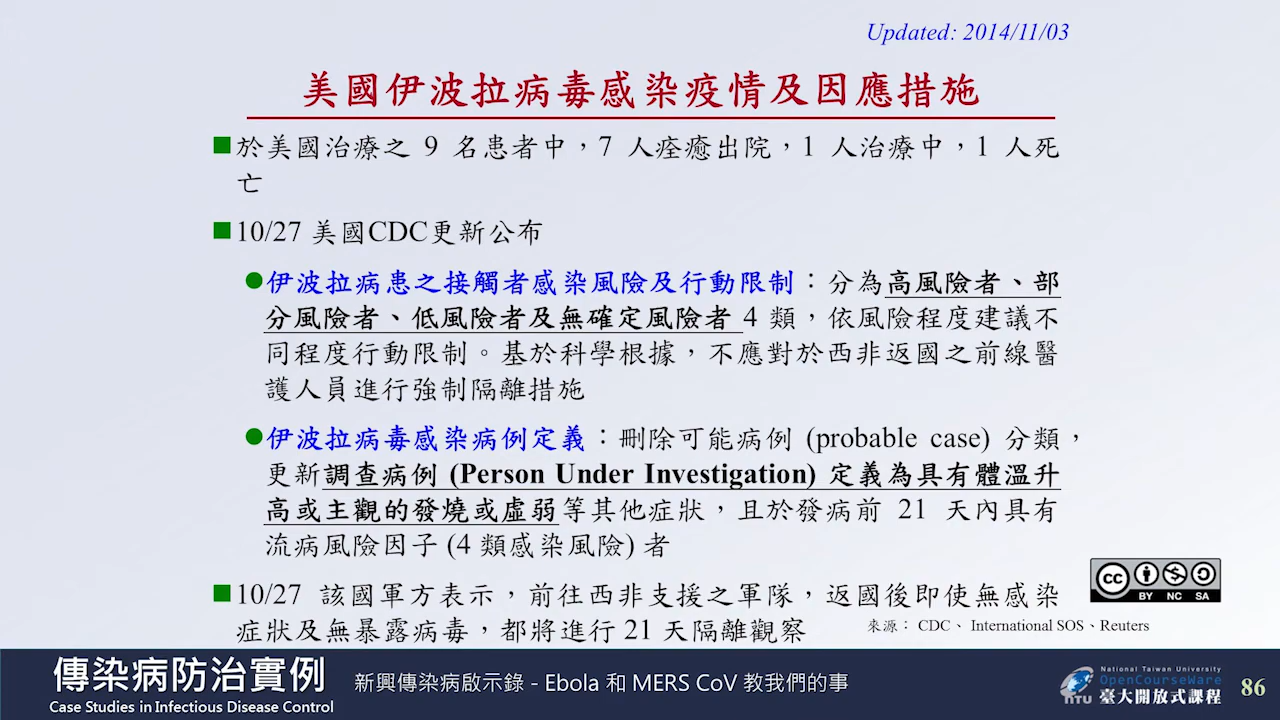 Updated: 2014/11/03
美國伊波拉病毒感染疫情及因應措施
於美國治療之 9 名患者中，7 人痊癒出院，1 人治療中，1 人死
亡
10/27 美國CDC更新公布
伊波拉病患之接觸者感染風險及行動限制：分為高風險者、部
分風險者、低風險者及無確定風險者 4 類，依風險程度建議不
同程度行動限制。基於科學根據，不應對於西非返國之前線醫
護人員進行強制隔離措施
伊波拉病毒感染病例定義：刪除可能病例 (probable case) 分類，
更新調查病例 (Person Under Investigation) 定義為具有體溫升
高或主觀的發燒或虛弱等其他症狀，且於發病前 21 天內具有
流病風險因子 (4 類感染風險) 者
10/27 該國軍方表示，前往西非支援之軍隊，返國後即使無感染
症狀及無暴露病毒，都將進行 21 天隔離觀察
來源： CDC、 International SOS、Reuters
cc BY NC SA
傳染病防治實例
Case Studies in Infectious Disease Control
新興傳染病啟示錄 - Ebola 和 MERS CoV 教我們的事
National Taiwan University
OpenCourseWare
NTU 臺大開放式課程
86